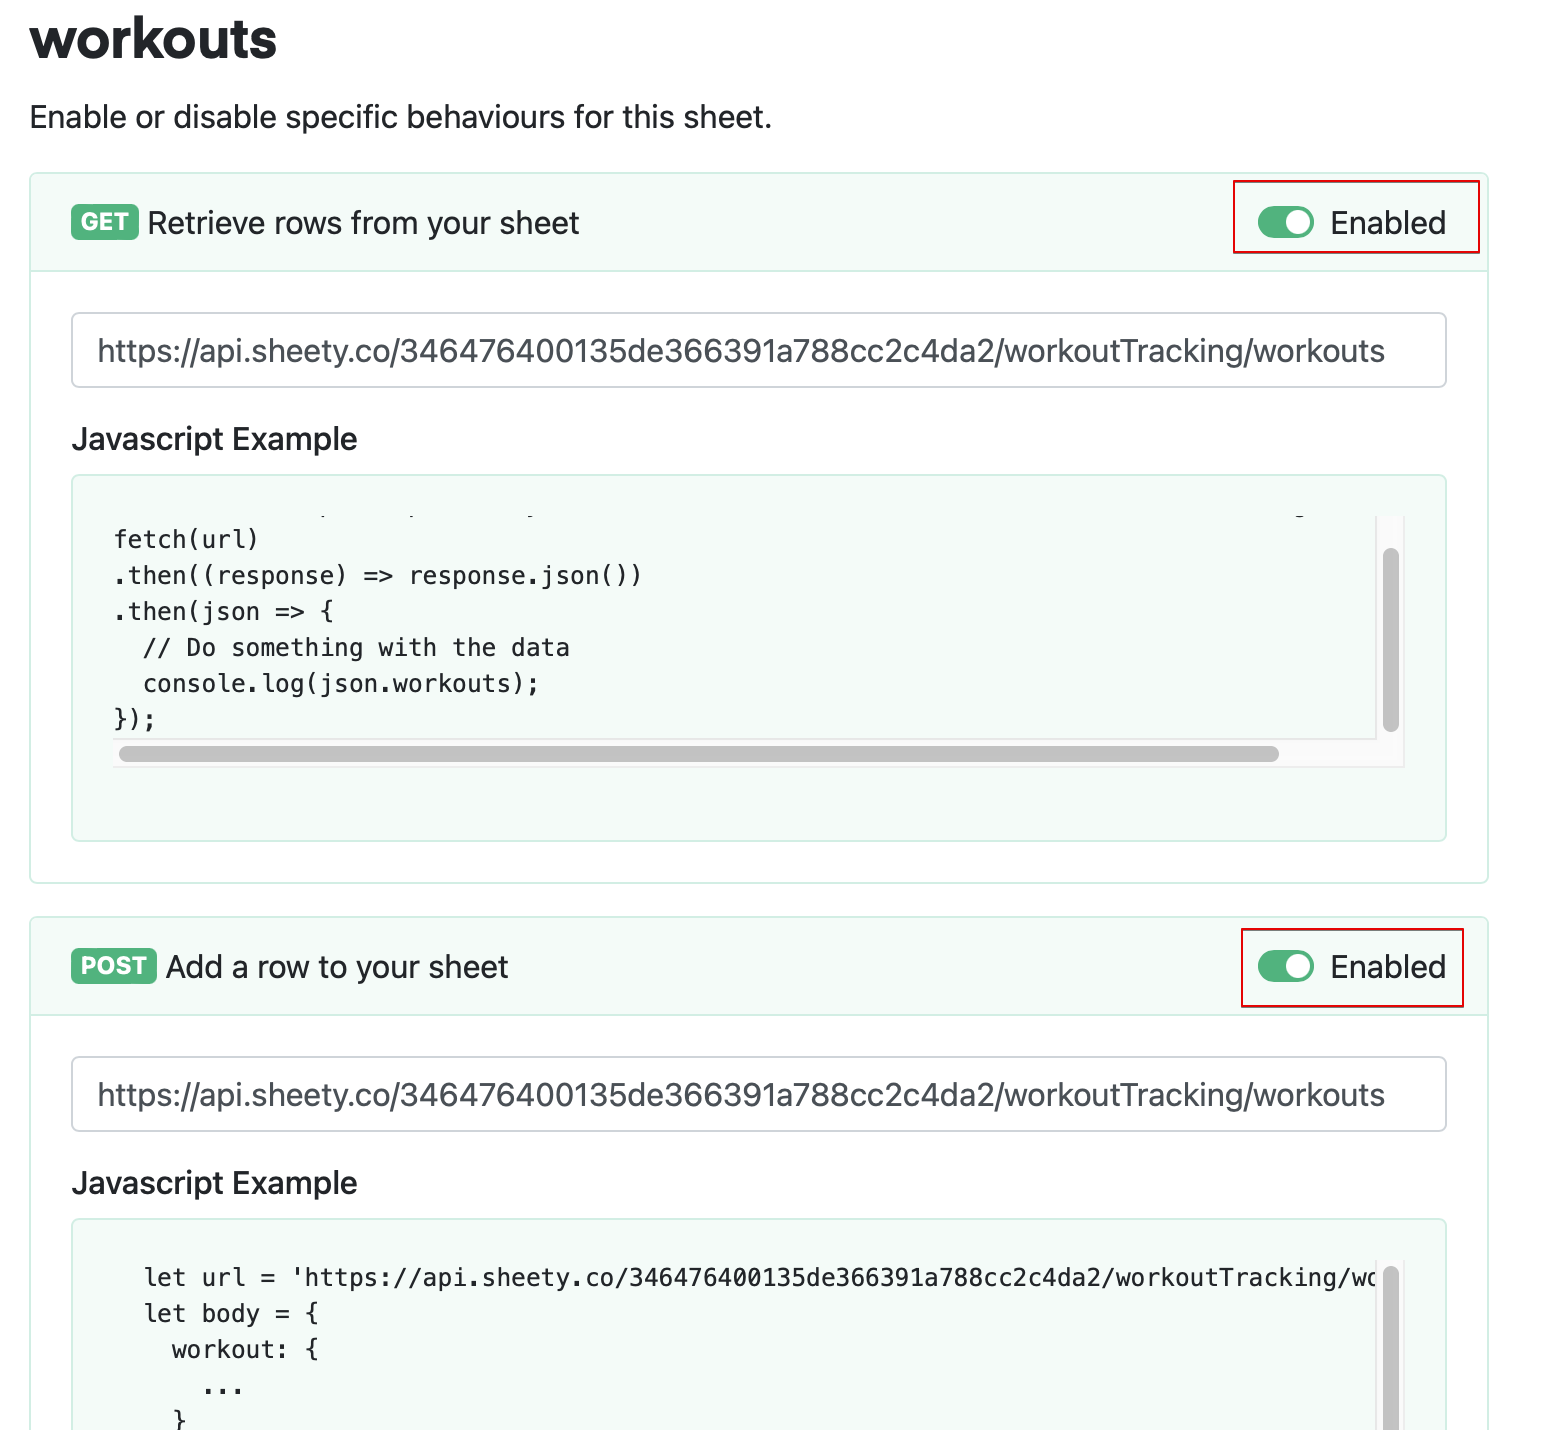 workouts
Enable or disable specific behaviours for this sheet.
GET Retrieve rows from your sheet Enabled
https://api.sheety.co/346476400135de366391a788cc2c4da2/workoutTracking/workouts
Javascript Example
fetch(url)
.then((response) => response.json())
.then(json => {
// Do something with the data
console.log(json.workouts);
});
POST Add a row to your sheet Enabled
https://api.sheety.co/346476400135de366391a788cc2c4da2/workoutTracking/workouts
Javascript Example
let url = 'https://api.sheety.co/346476400135de366391a788cc2c4da2/workoutTracking/wo
let body = {
workout: {
...
}